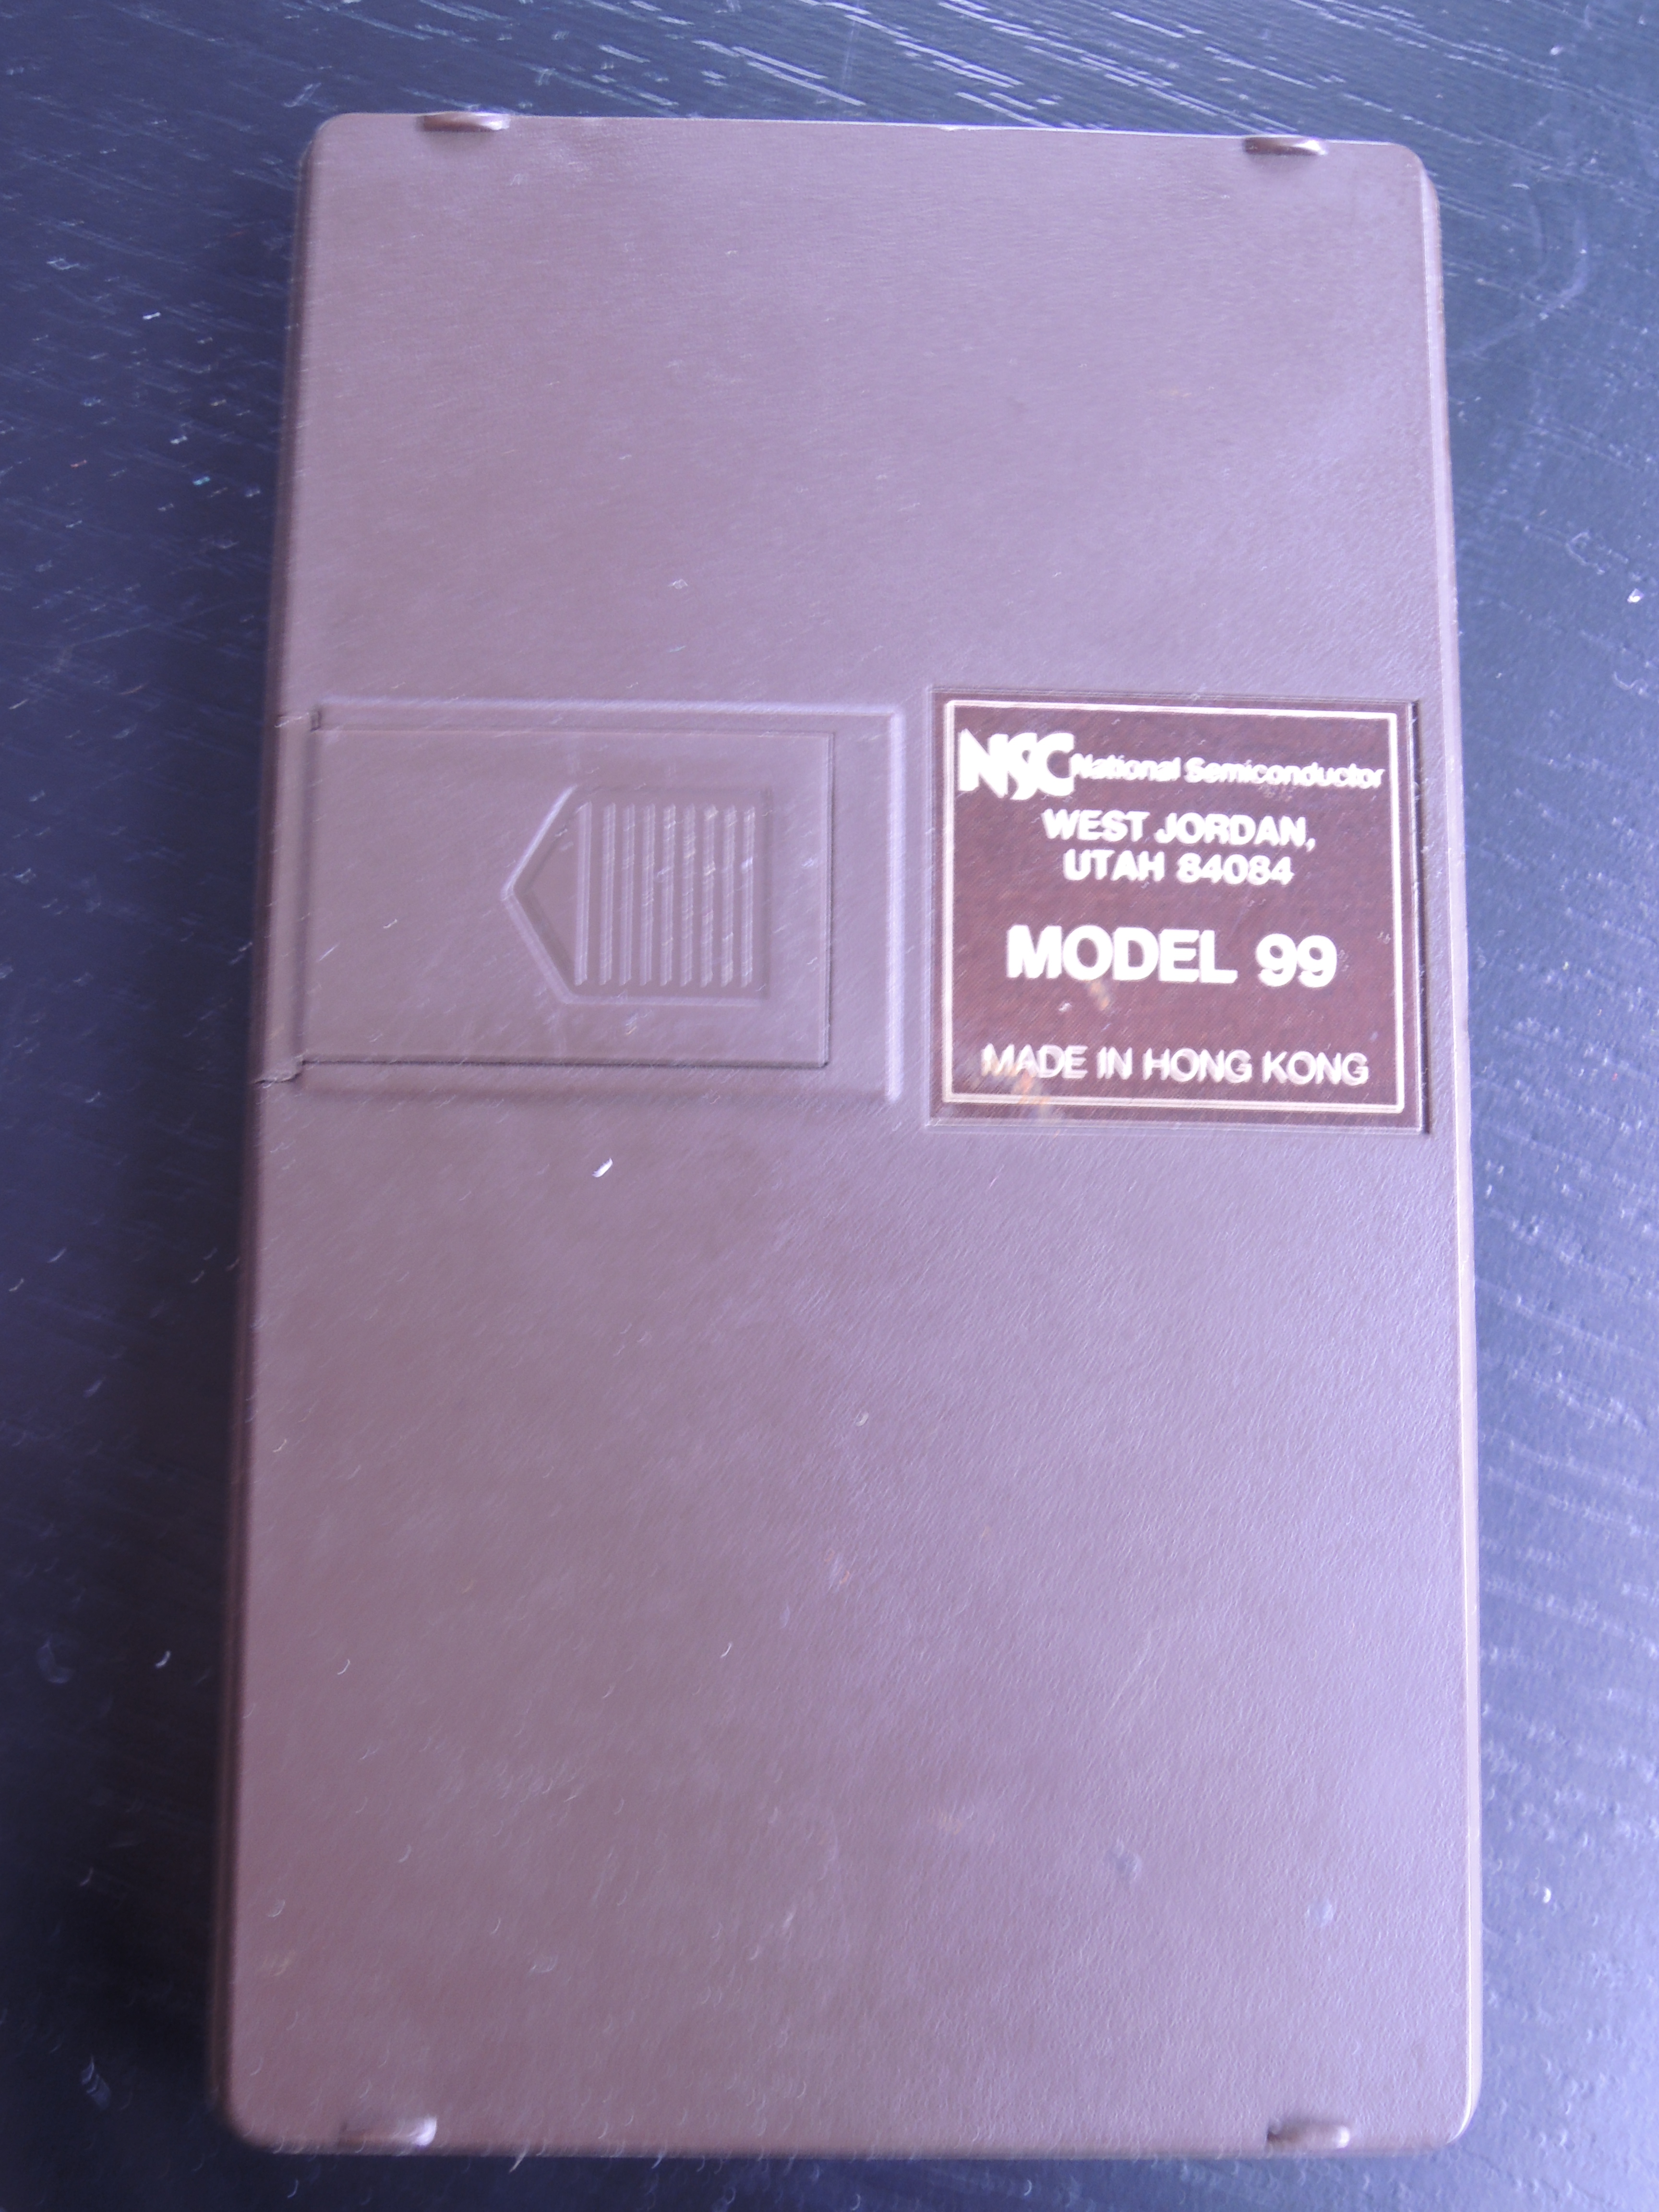 NSC National Semiconductor
WEST JORDAN,
UTAH 84084
MODEL 99
MADE IN HONG KONG